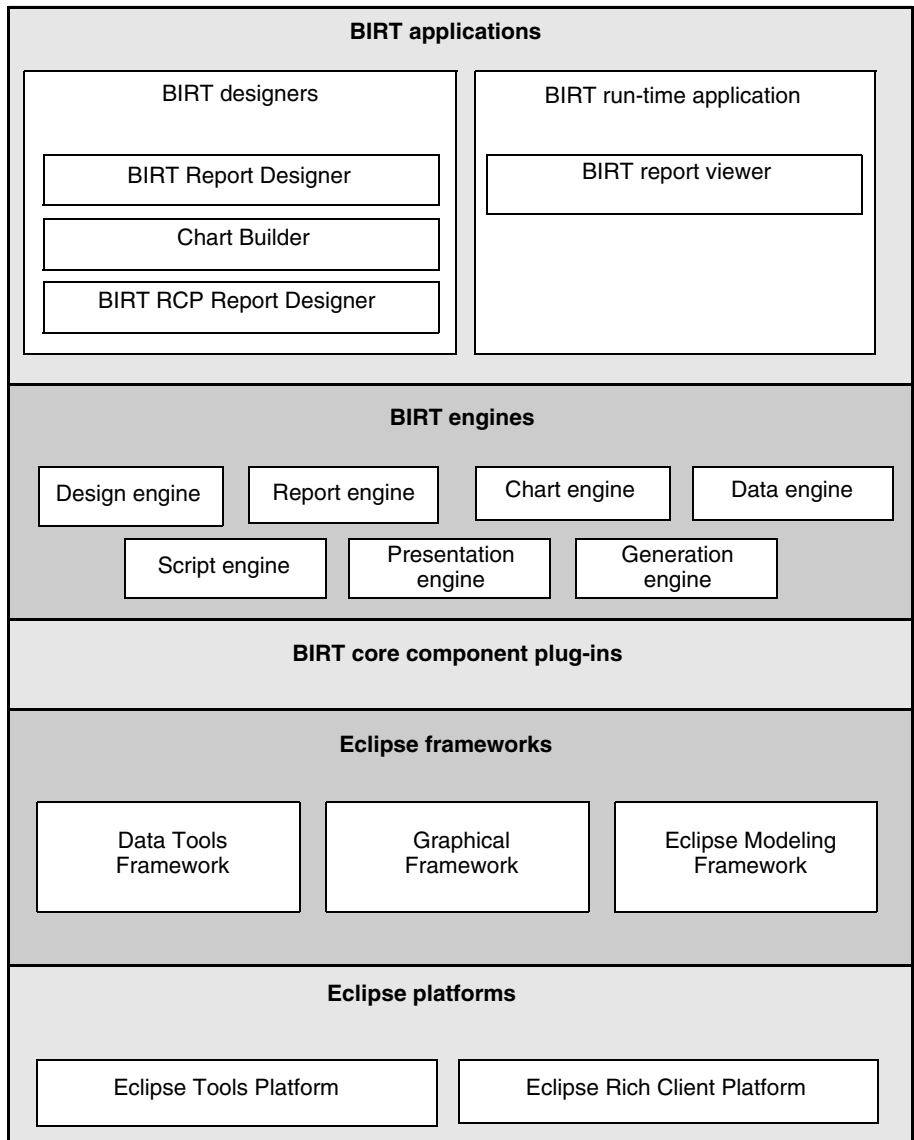 BIRT applications
BIRT designers
BIRT Report Designer
Chart Builder
BIRT RCP Report Designer
BIRT run-time application
BIRT report viewer
BIRT engines
Design engine
Report engine
Chart engine
Data engine
Script engine
Presentation
engine
Generation
engine
BIRT core component plug-ins
Eclipse frameworks
Data Tools
Framework
Graphical
Framework
Eclipse Modeling
Framework
Eclipse platforms
Eclipse Tools Platform
Eclipse Rich Client Platform